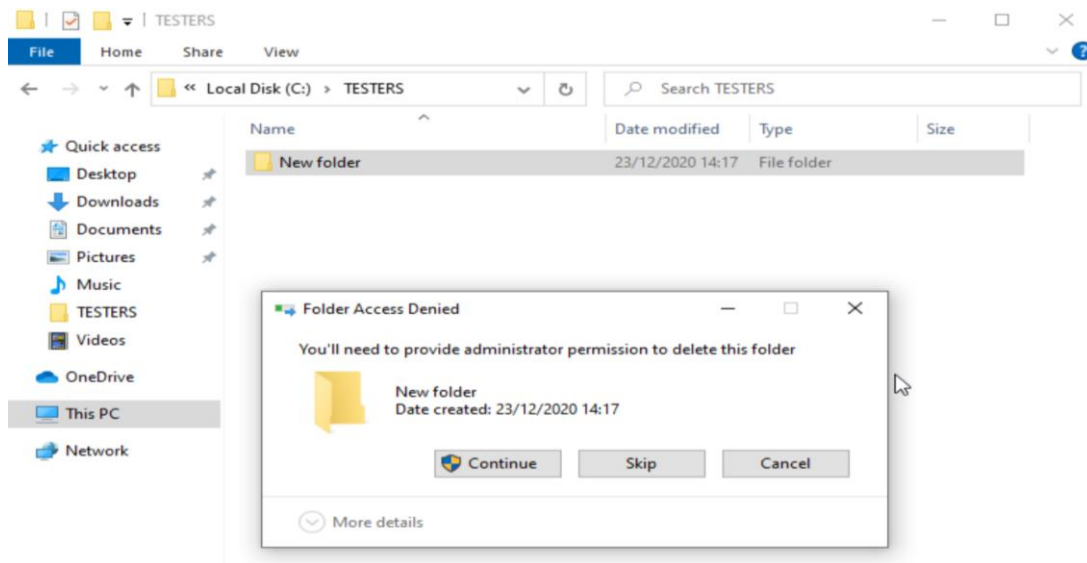 TESTERS
File Home Share View
« Local Disk (C:) › TESTERS Search TESTERS
Name Date modified Type Size
Quick access
New folder 23/12/2020 14:17 File folder
Desktop
Downloads
Documents
Pictures
Music
TESTERS
Videos
OneDrive
This PC
Network
Folder Access Denied
You'll need to provide administrator permission to delete this folder
New folder
Date created: 23/12/2020 14:17
Continue Skip Cancel
More details